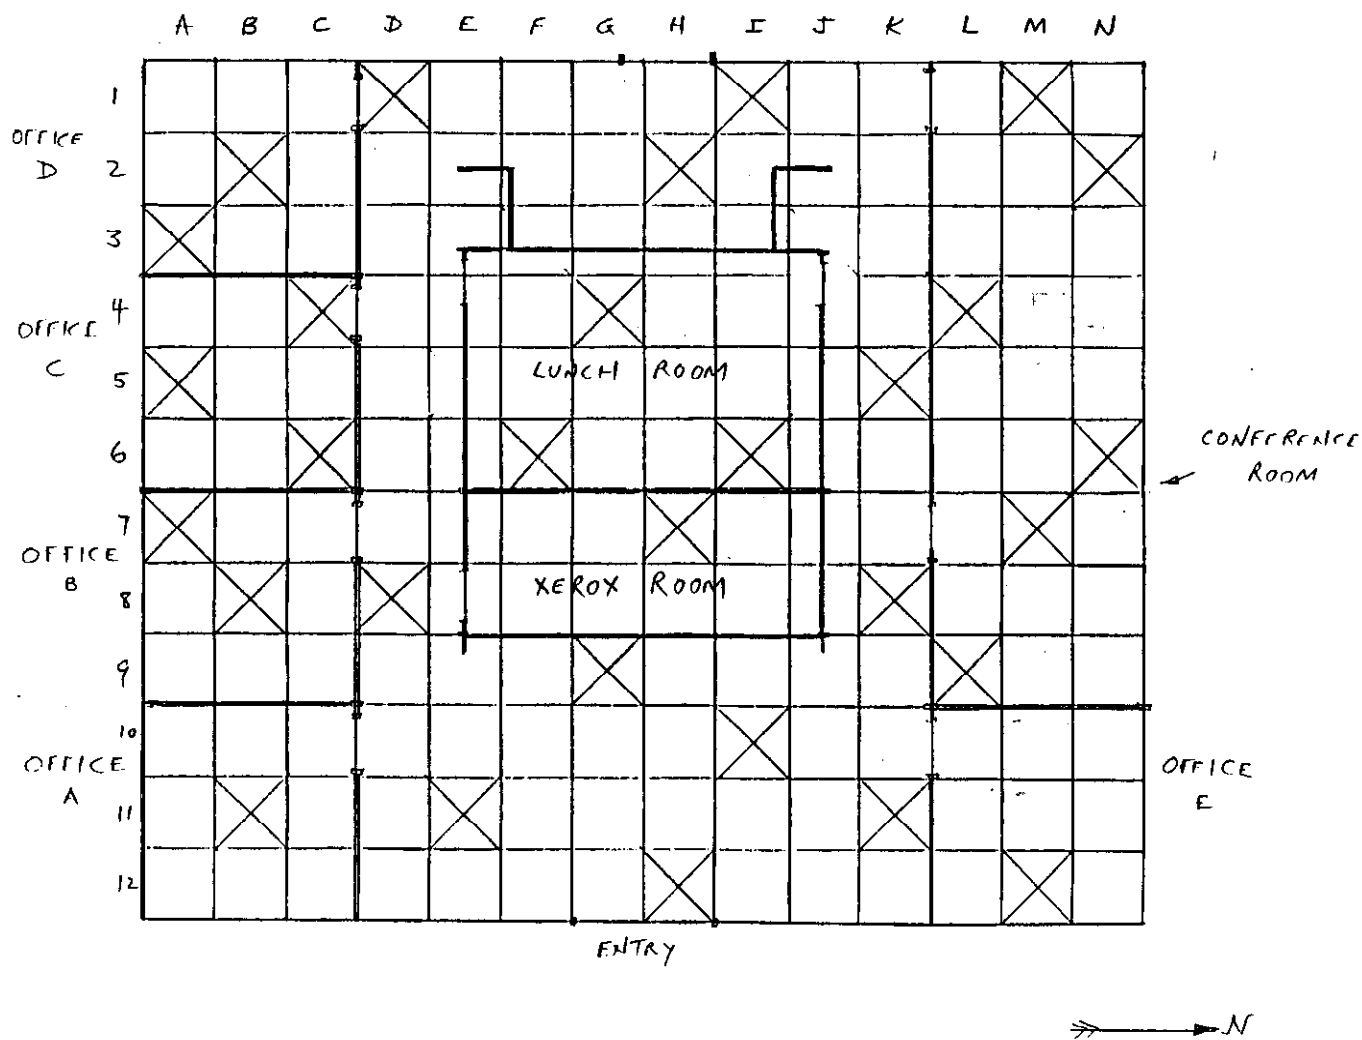 A B C D E F G H I J K L M N
1
OFFICE
D
2
3
4
OFFICE
C
5
LUNCH ROOM
6
CONFERENCE
ROOM
7
OFFICE
B
8
XEROX ROOM
9
10
OFFICE
A
OFFICE
E
11
12
ENTRY
N